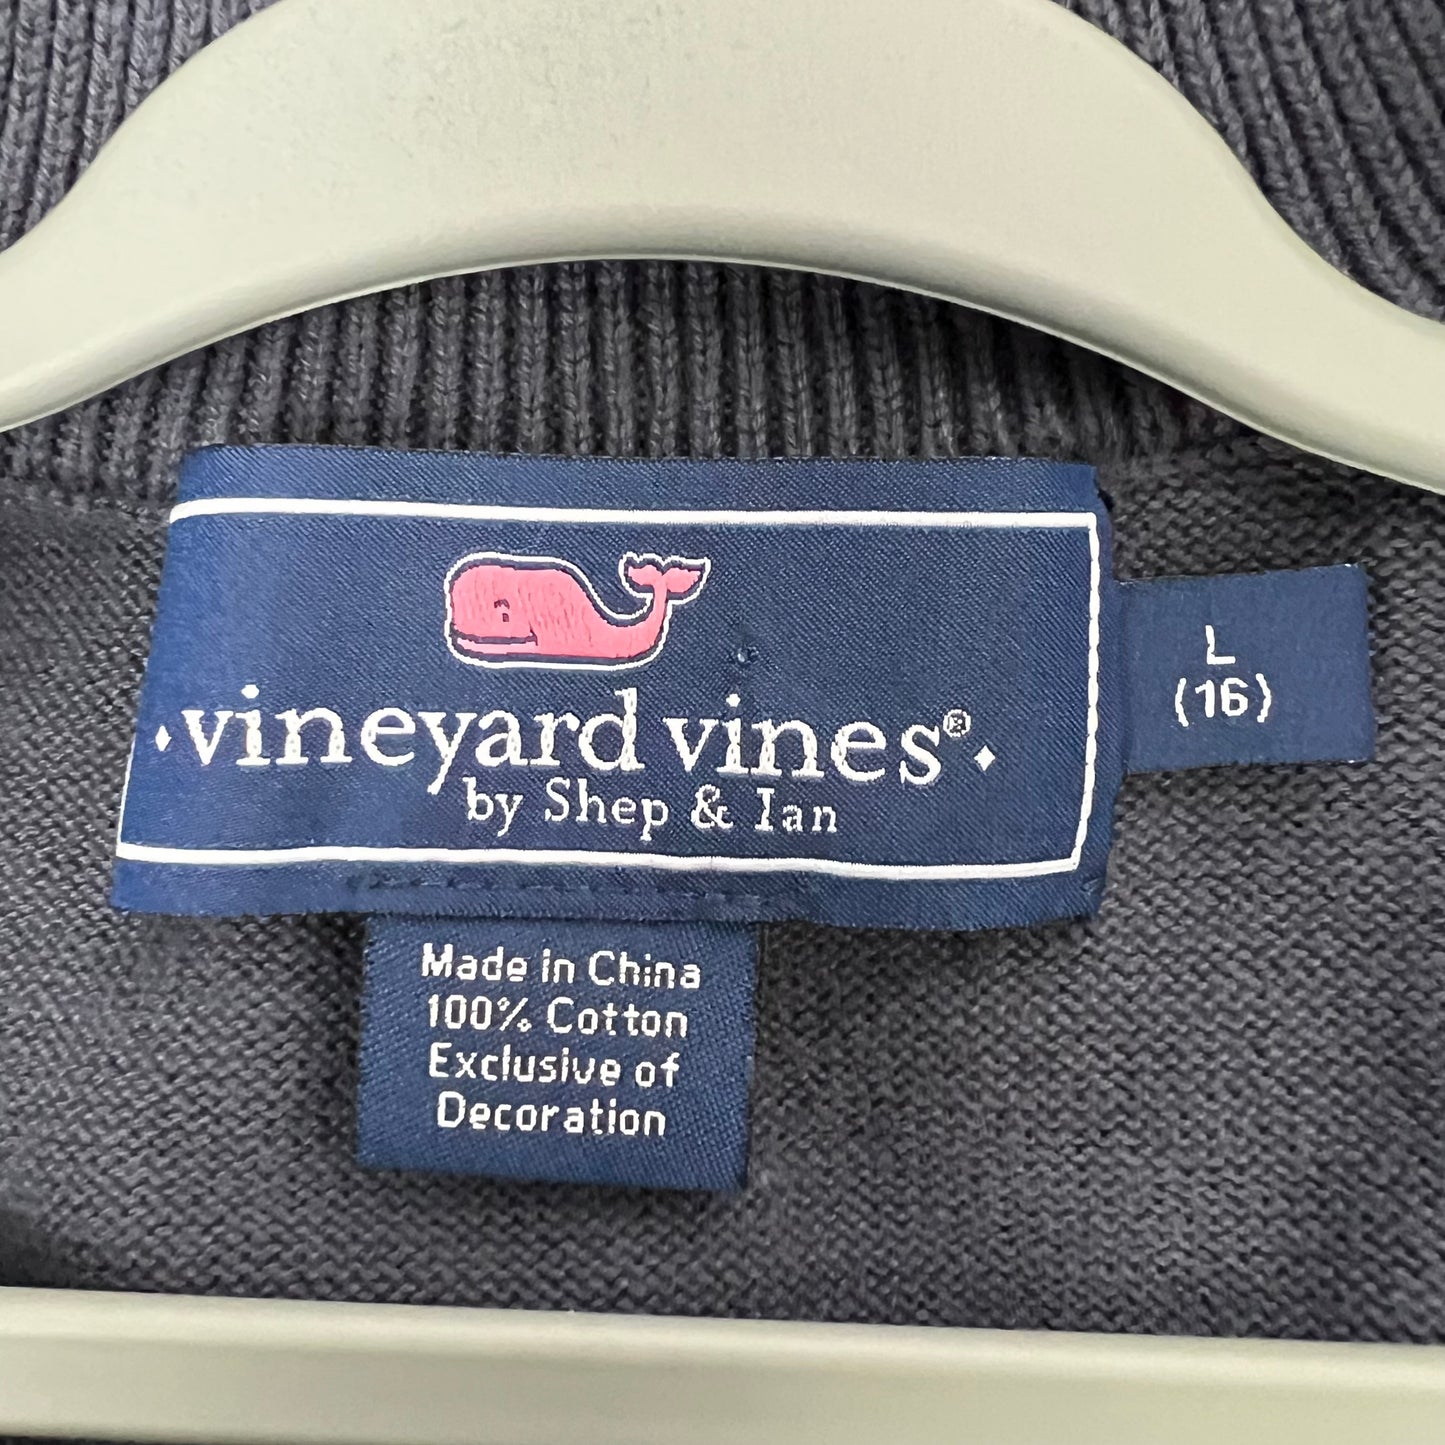 vineyard vines®
by Shep & Ian
L
(16)
Made in China
100% Cotton
Exclusive of
Decoration